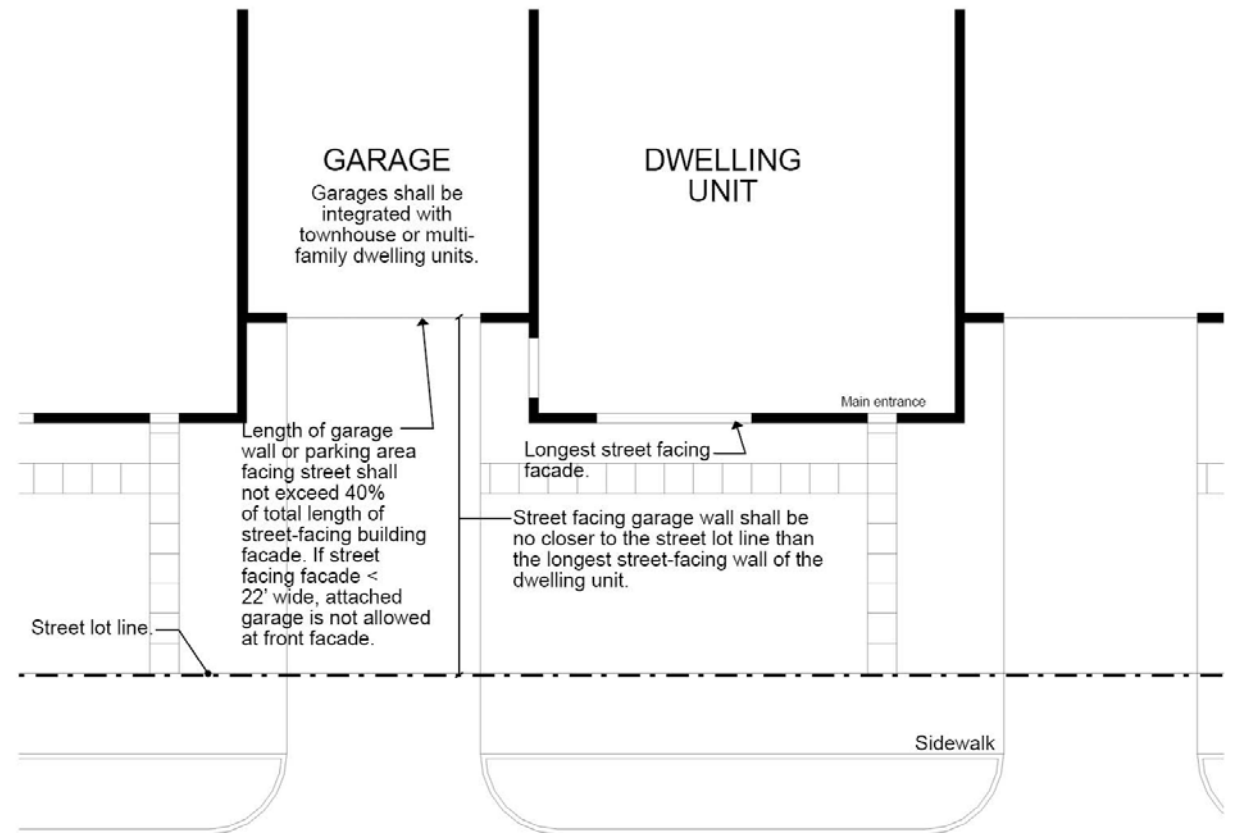 GARAGE
Garages shall be
integrated with
townhouse or multi-
family dwelling units.
DWELLING
UNIT
Main entrance
Length of garage
wall or parking area
facing street shall
not exceed 40%
of total length of
street-facing building
facade. If street
facing facade <
22' wide, attached
garage is not allowed
at front facade.
Longest street facing
facade.
Street facing garage wall shall be
no closer to the street lot line than
the longest street-facing wall of the
dwelling unit.
Street lot line.
Sidewalk